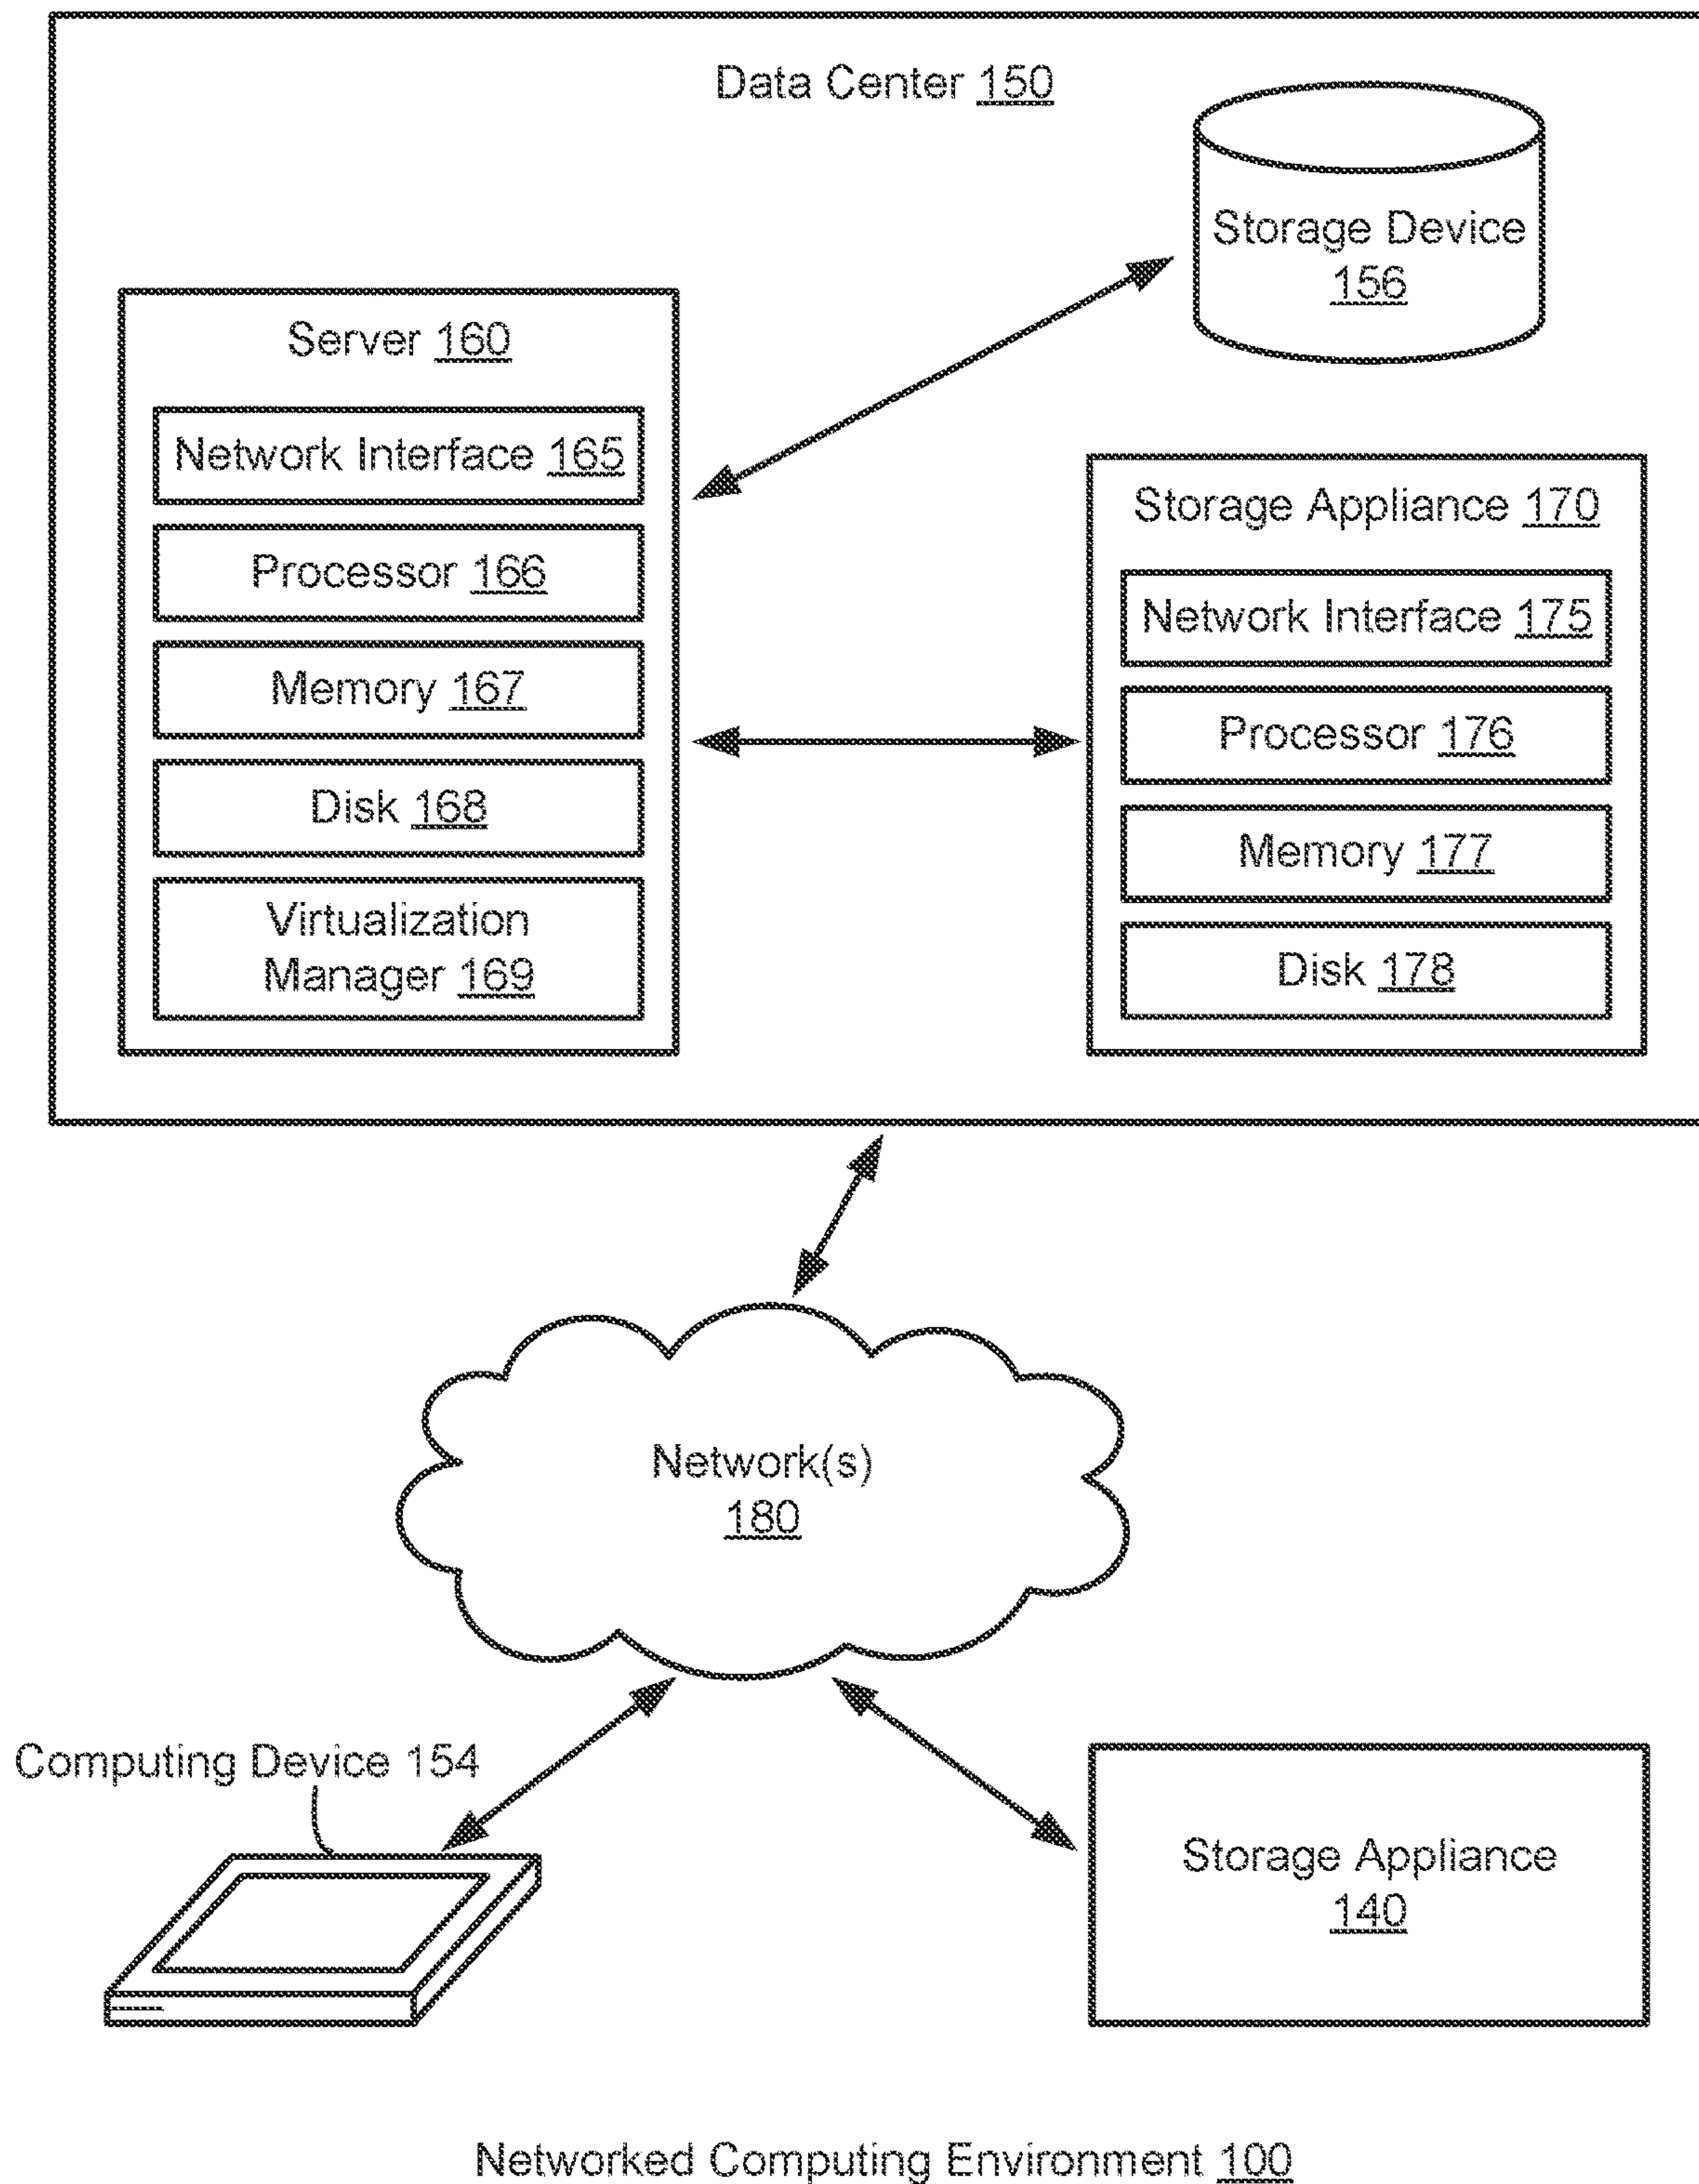 Data Center 150
Storage Device
156
Server 160
Network Interface 165
Processor 166
Memory 167
Disk 168
Virtualization
Manager 169
Storage Appliance 170
Network Interface 175
Processor 176
Memory 177
Disk 178
Network(s)
180
Computing Device 154
Storage Appliance
140
Networked Computing Environment 100